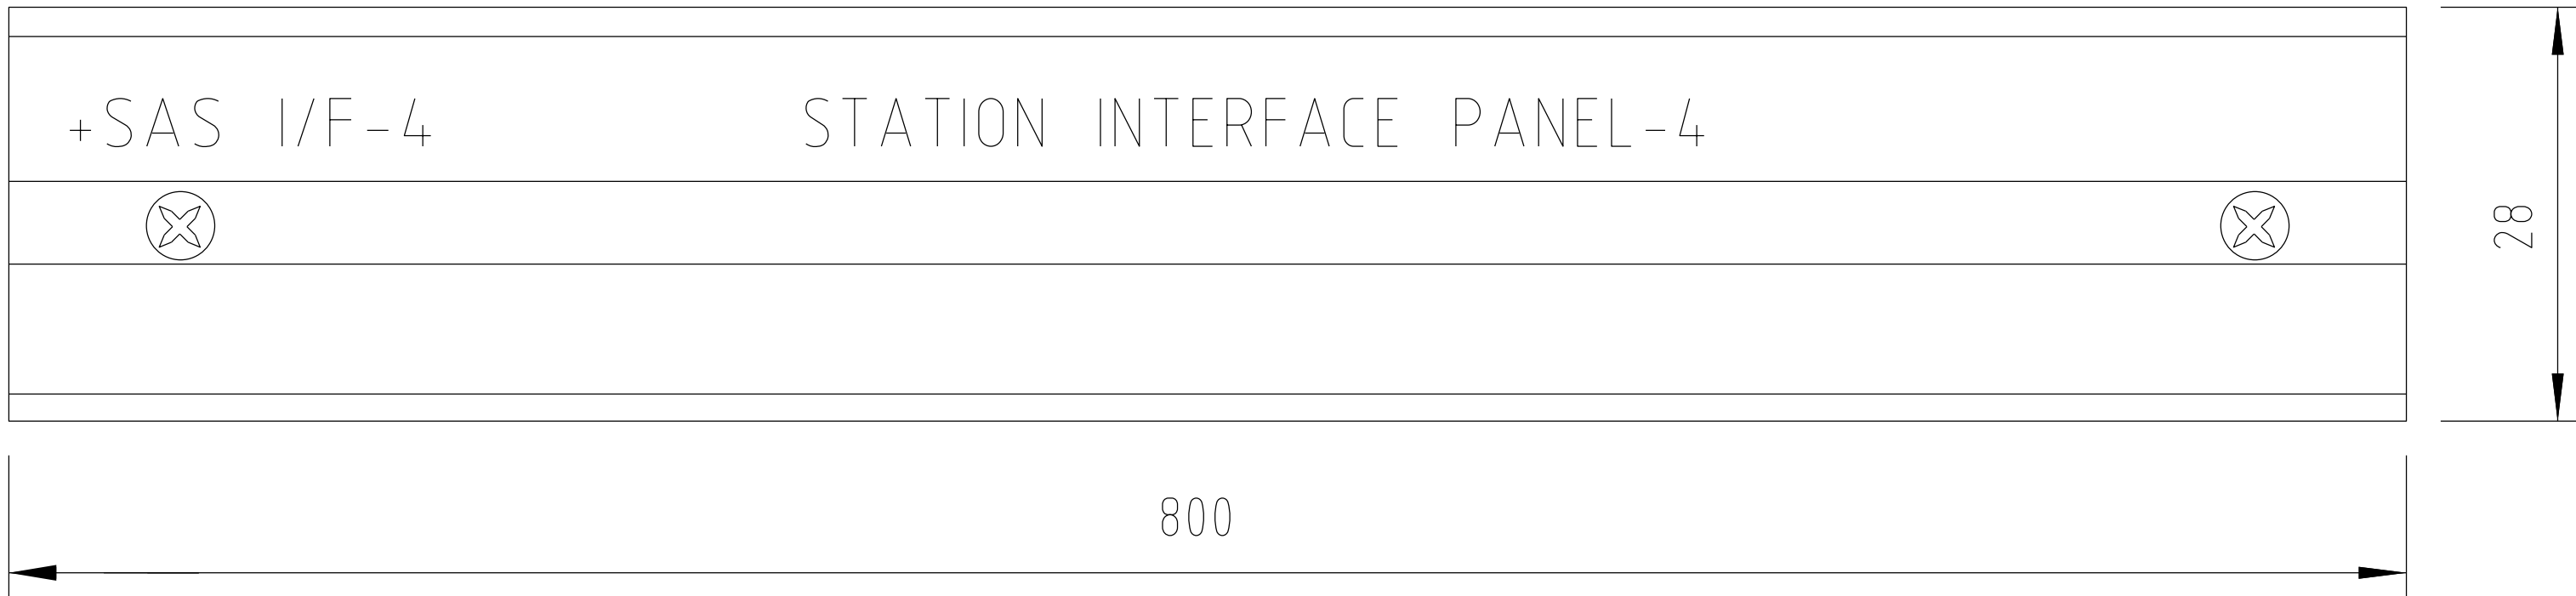 +SAS I/F-4 STATION INTERFACE PANEL-4
28
800